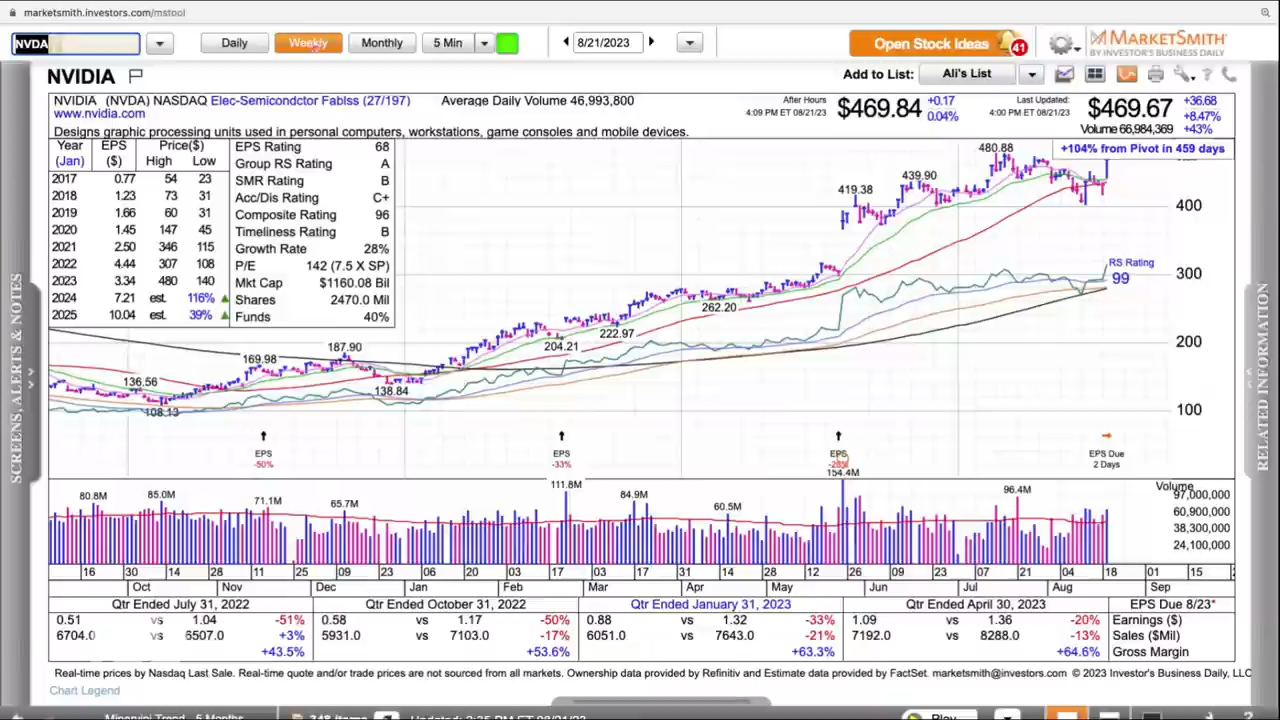 marketsmith.investors.com/mstool
NVDA Daily Weekly Monthly 5 Min 8/21/2023 Open Stock Ideas 41 MARKETSMITH
BY INVESTOR'S BUSINESS DAILY
NVIDIA Add to List: Ali's List
NVIDIA (NVDA) NASDAQ Elec-Semicondctor Fablss (27/197) Average Daily Volume 46,993,800
www.nvidia.com
Designs graphic processing units used in personal computers, workstations, game consoles and mobile devices.
After Hours
4:09 PM ET 08/21/23
$469.84 +0.17
0.04%
Last Updated:
4:00 PM ET 08/21/23
$469.67 +36.68
+8.47%
Volume 66,984,369 +43%
+104% from Pivot in 459 days
Year EPS Price($)
(Jan) ($) High Low
2017 0.77 54 23
2018 1.23 73 31
2019 1.66 60 31
2020 1.45 147 45
2021 2.50 346 115
2022 4.44 307 108
2023 3.34 480 140
2024 7.21 est. 116%
2025 10.04 est. 39%
EPS Rating 68
Group RS Rating A
SMR Rating B
Acc/Dis Rating C+
Composite Rating 96
Timeliness Rating B
Growth Rate 28%
P/E 142 (7.5 X SP)
Mkt Cap $1160.08 Bil
Shares 2470.0 Mil
Funds 40%
480.88
439.90
419.38
400
RS Rating
99
300
262.20
222.97
204.21
200
187.90
169.98
138.84
136.56
108.13
100
EPS
-50%
EPS
-33%
EPS
-28%
EPS Due
2 Days
154.4M
Volume
80.8M 85.0M 71.1M 65.7M 111.8M 84.9M 60.5M 96.4M
97,000,000
60,900,000
38,300,000
24,100,000
16 30 14 28 11 25 09 23 06 20 03 17 03 17 31 14 28 12 26 09 23 07 21 04 18 01 15
Oct Nov Dec Jan Feb Mar Apr May Jun Jul Aug Sep
Qtr Ended July 31, 2022 Qtr Ended October 31, 2022 Qtr Ended January 31, 2023 Qtr Ended April 30, 2023 EPS Due 8/23*
0.51 vs 1.04 -51% 0.58 vs 1.17 -50% 0.88 vs 1.32 -33% 1.09 vs 1.36 -20% Earnings ($)
6704.0 vs 6507.0 +3% 5931.0 vs 7103.0 -17% 6051.0 vs 7643.0 -21% 7192.0 vs 8288.0 -13% Sales ($Mil)
+43.5% +53.6% +63.3% +64.6% Gross Margin
Real-time prices by Nasdaq Last Sale. Real-time quote and/or trade prices are not sourced from all markets. Ownership data provided by Refinitiv and Estimate data provided by FactSet. marketsmith@investors.com © 2023 Investor's Business Daily, LLC
Chart Legend
SCREENS, ALERTS & NOTES
RELATED INFORMATION
Minervini Trend - 5 Months 348 items Updated: 3:35 PM 08/21/23 Play